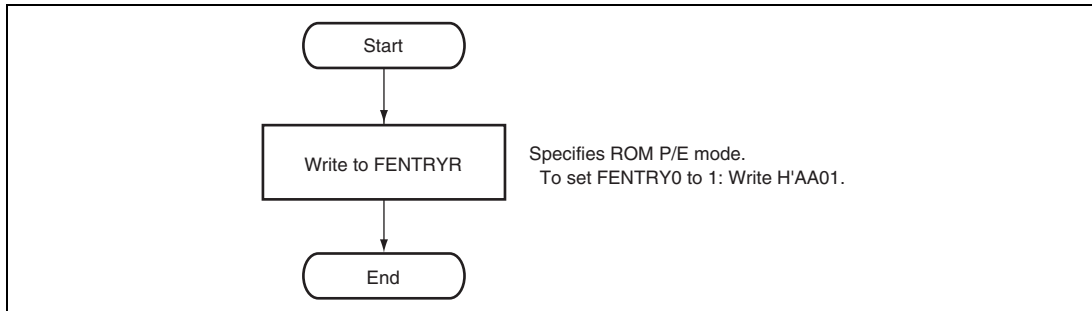 Start
Write to FENTRYR
Specifies ROM P/E mode.
To set FENTRY0 to 1: Write H'AA01.
End